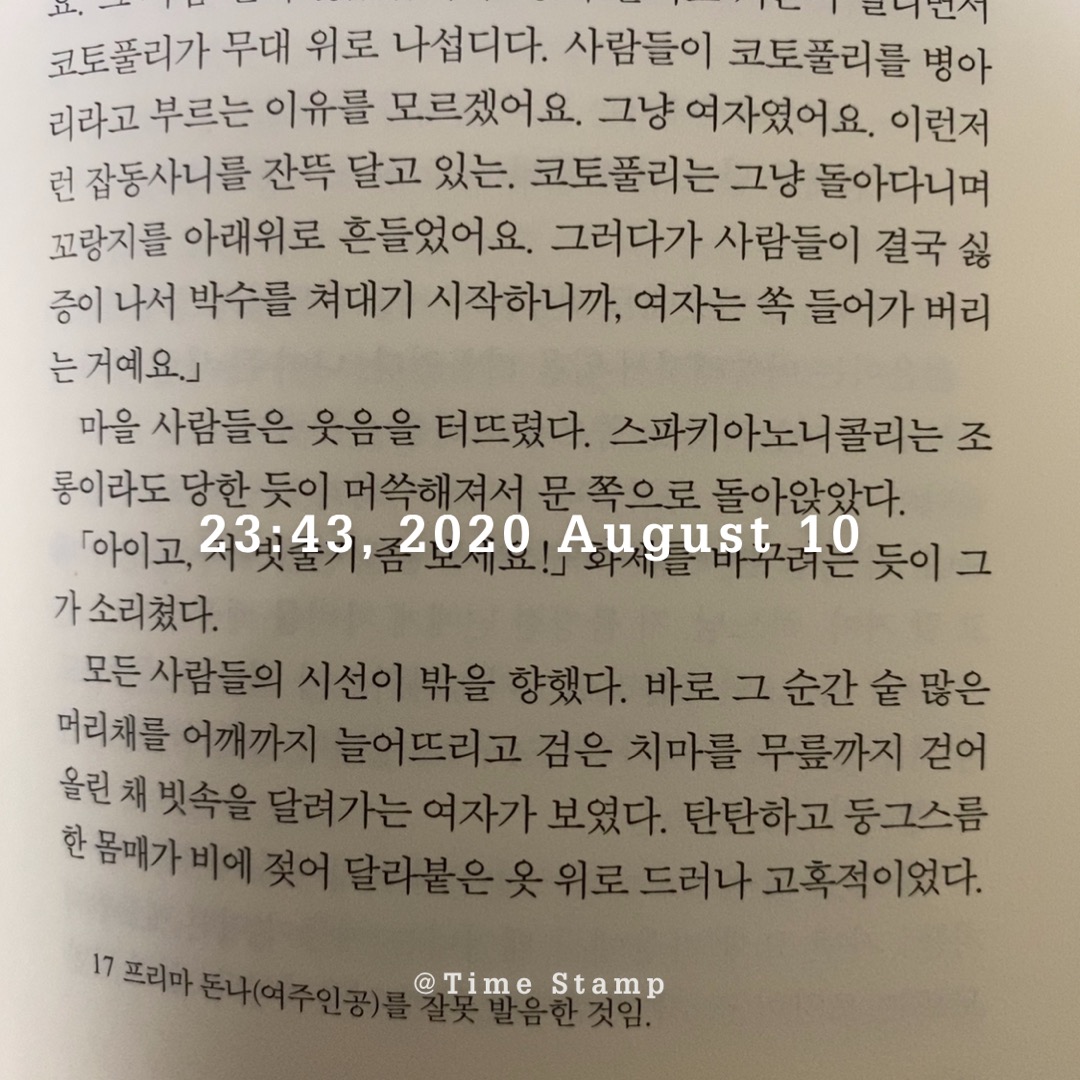 코토풀리가 무대 위로 나섭디다. 사람들이 코토풀리를 병아
리라고 부르는 이유를 모르겠어요. 그냥 여자였어요. 이런저
런 잡동사니를 잔뜩 달고 있는. 코토풀리는 그냥 돌아다니며
꼬랑지를 아래위로 흔들었어요. 그러다가 사람들이 결국 싫
증이 나서 박수를 쳐대기 시작하니까, 여자는 쏙 들어가 버리
는 거예요.」
마을 사람들은 웃음을 터뜨렸다. 스파키아노니콜리는 조
롱이라도 당한 듯이 머쓱해져서 문 쪽으로 돌아앉았다.
23:43, 2020 August 10
「아이고, 저 빗줄기 좀 보세요!」 화제를 바꾸려는 듯이 그
가 소리쳤다.
모든 사람들의 시선이 밖을 향했다. 바로 그 순간 숱 많은
머리채를 어깨까지 늘어뜨리고 검은 치마를 무릎까지 걷어
올린 채 빗속을 달려가는 여자가 보였다. 탄탄하고 둥그스름
한 몸매가 비에 젖어 달라붙은 옷 위로 드러나 고혹적이었다.
@Time Stamp
17 프리마 돈나(여주인공)를 잘못 발음한 것임.